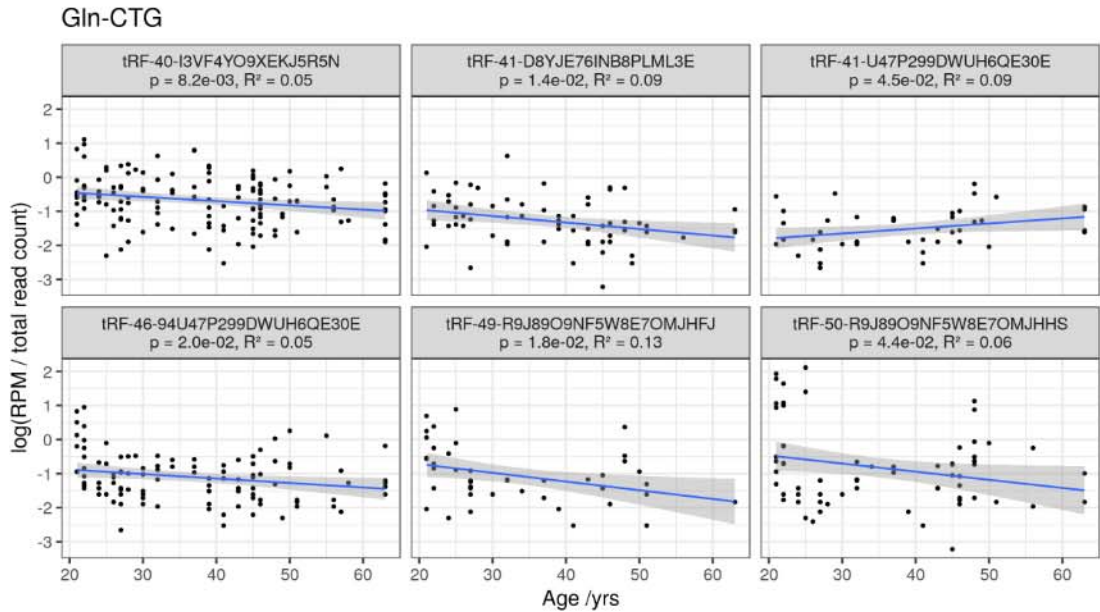 Gln-CTG
tRF-40-I3VF4YO9XEKJ5R5N
p = 8.2e-03, R² = 0.05
tRF-41-D8YJE76INB8PLML3E
p = 1.4e-02, R² = 0.09
tRF-41-U47P299DWUH6QE30E
p = 4.5e-02, R² = 0.09
2
1
0
-1
-2
-3
tRF-46-94U47P299DWUH6QE30E
p = 2.0e-02, R² = 0.05
tRF-49-R9J89O9NF5W8E7OMJHFJ
p = 1.8e-02, R² = 0.13
tRF-50-R9J89O9NF5W8E7OMJHHS
p = 4.4e-02, R² = 0.06
2
1
0
-1
-2
-3
log(RPM / total read count)
20 30 40 50 60
20 30 40 50 60
20 30 40 50 60
Age /yrs